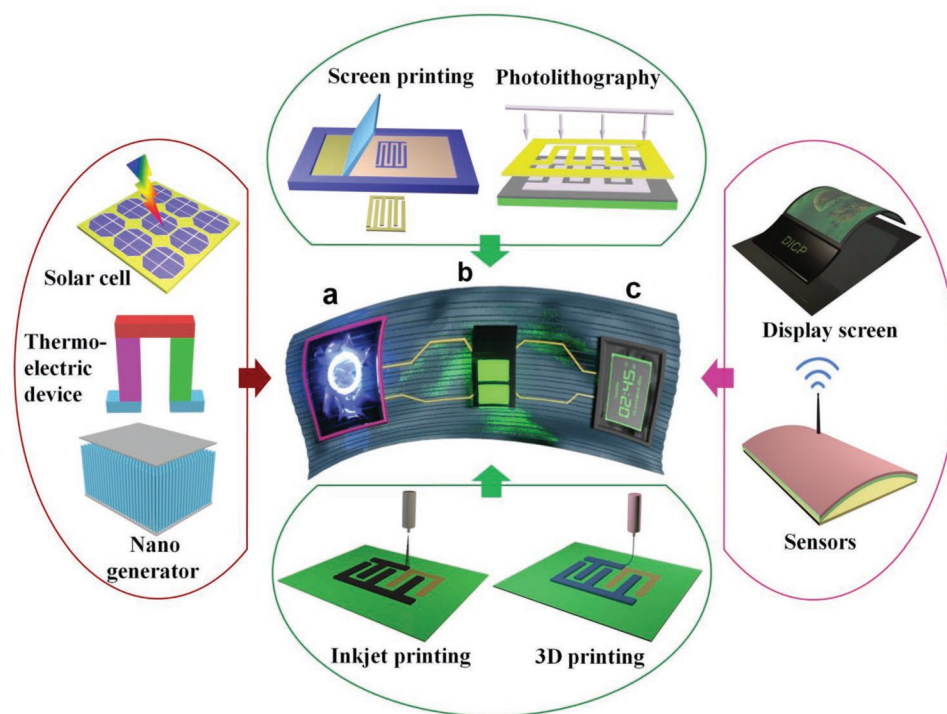 Screen printing
Photolithography
Solar cell
Thermo-
electric
device
Nano
generator
a
b
c
02:45
DICP
Display screen
Sensors
Inkjet printing
3D printing